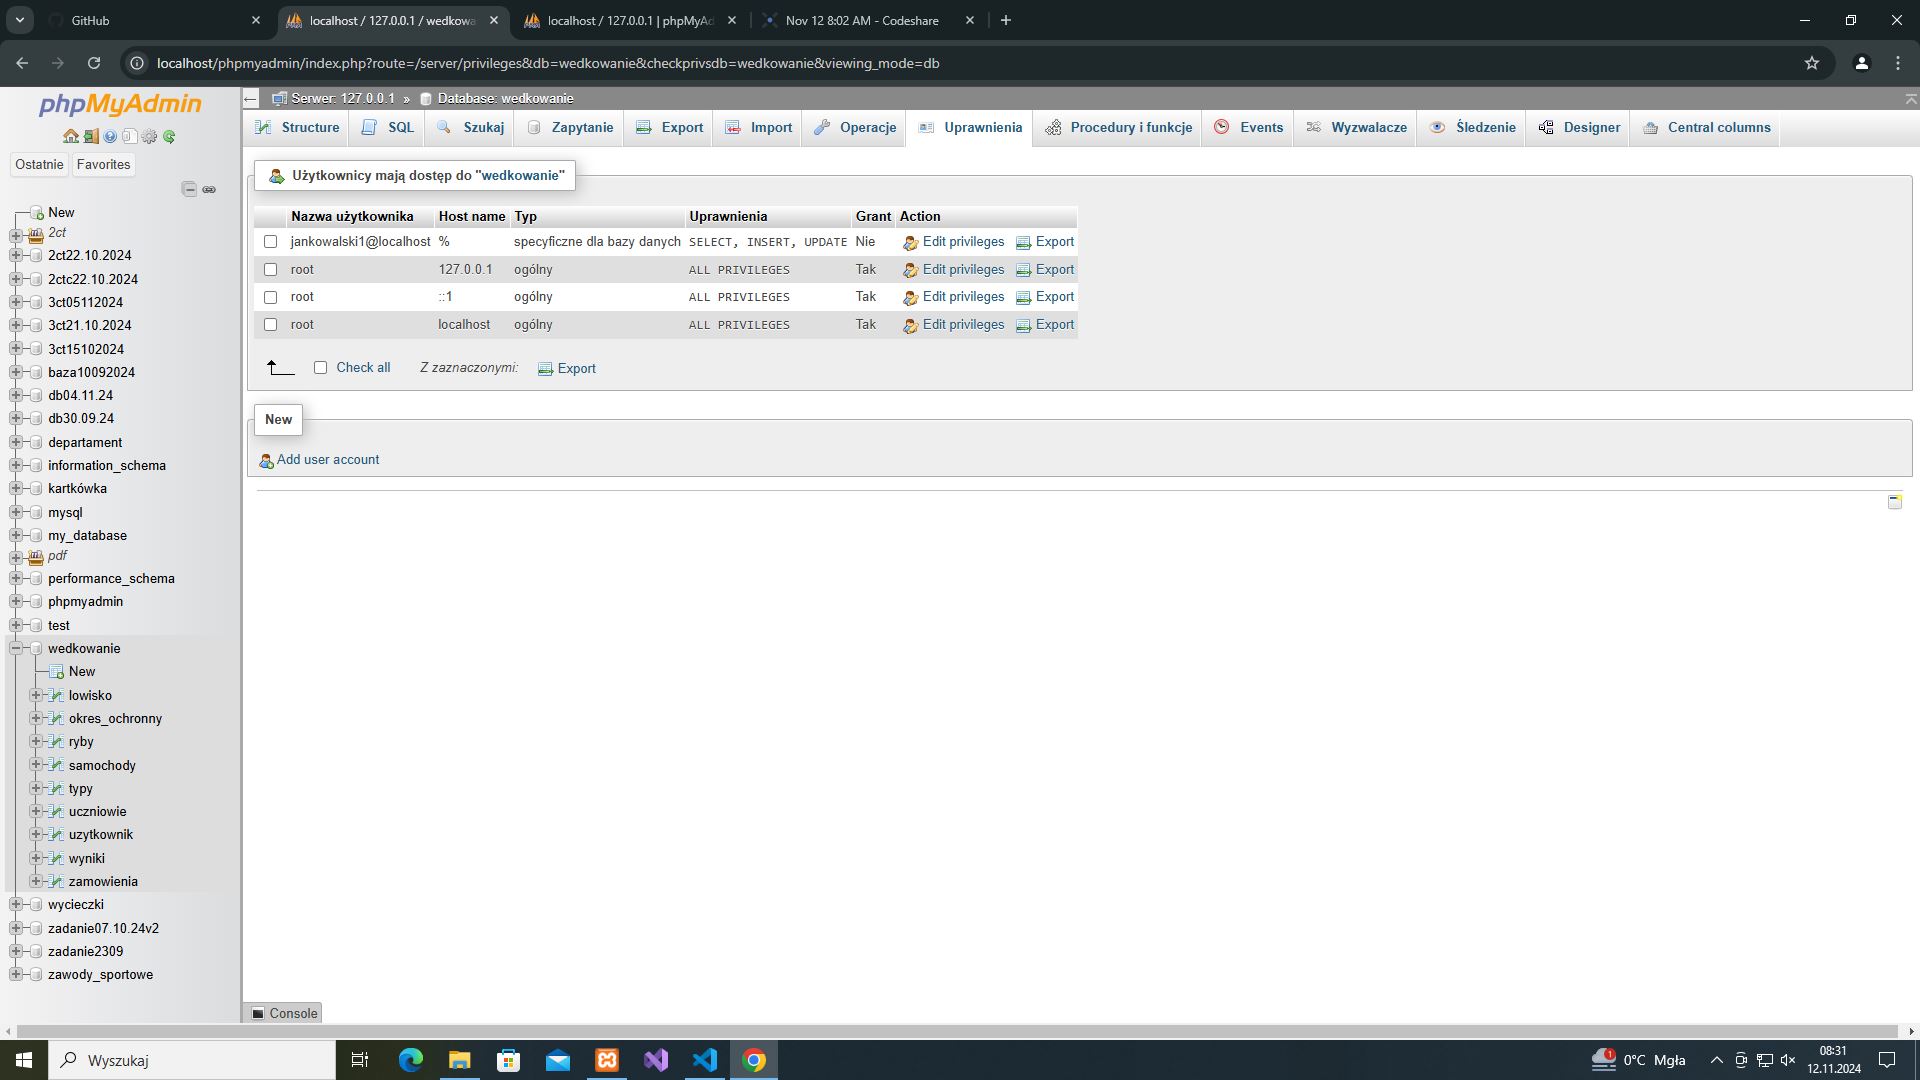 GitHub
localhost / 127.0.0.1 / wedkowa
localhost / 127.0.0.1 | phpMyAd
Nov 12 8:02 AM - Codeshare
localhost/phpmyadmin/index.php?route=/server/privileges&db=wedkowanie&checkprivsdb=wedkowanie&viewing_mode=db
phpMyAdmin
Ostatnie Favorites
New
2ct
2ct22.10.2024
2ctc22.10.2024
3ct05112024
3ct21.10.2024
3ct15102024
baza10092024
db04.11.24
db30.09.24
departament
information_schema
kartkówka
mysql
my_database
pdf
performance_schema
phpmyadmin
test
wedkowanie
New
lowisko
okres_ochronny
ryby
samochody
typy
uczniowie
uzytkownik
wyniki
zamowienia
wycieczki
zadanie07.10.24v2
zadanie2309
zawody_sportowe
Serwer: 127.0.0.1 » Database: wedkowanie
Structure SQL Szukaj Zapytanie Export Import Operacje Uprawnienia Procedury i funkcje Events Wyzwalacze Śledzenie Designer Central columns
Użytkownicy mają dostęp do "wedkowanie"
Nazwa użytkownika Host name Typ Uprawnienia Grant Action
jankowalski1@localhost % specyficzne dla bazy danych SELECT, INSERT, UPDATE Nie Edit privileges Export
root 127.0.0.1 ogólny ALL PRIVILEGES Tak Edit privileges Export
root ::1 ogólny ALL PRIVILEGES Tak Edit privileges Export
root localhost ogólny ALL PRIVILEGES Tak Edit privileges Export
Check all Z zaznaczonymi: Export
New
Add user account
Console
Wyszukaj
1
0°C Mgła
08:31
12.11.2024